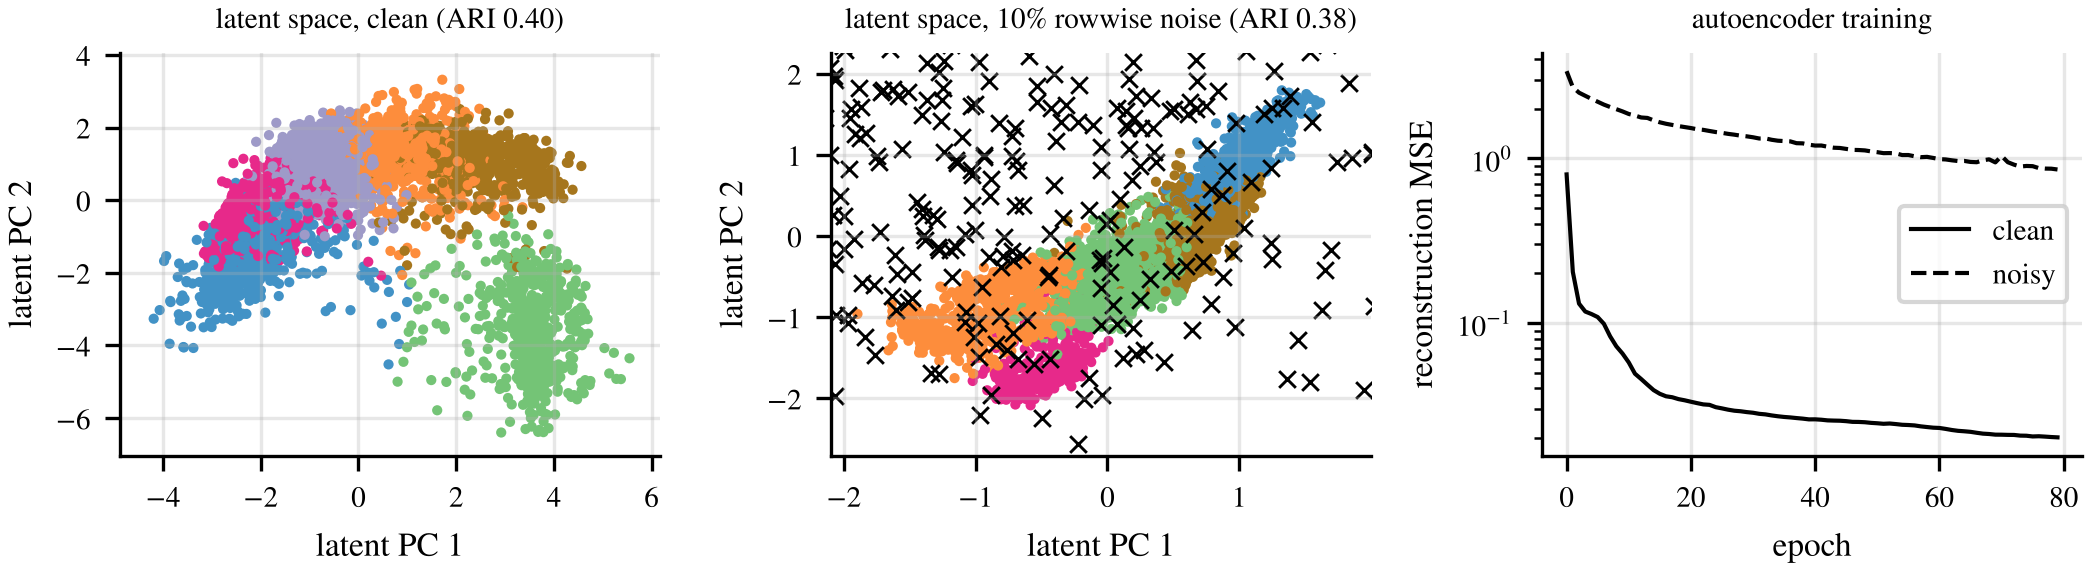 latent space, clean (ARI 0.40)
4
2
0
−2
−4
−6
latent PC 2
−4
−2
0
2
4
6
latent PC 1
latent space, 10% rowwise noise (ARI 0.38)
2
1
0
−1
−2
latent PC 2
−2
−1
0
1
latent PC 1
autoencoder training
10⁰
10⁻¹
reconstruction MSE
clean
noisy
0
20
40
60
80
epoch